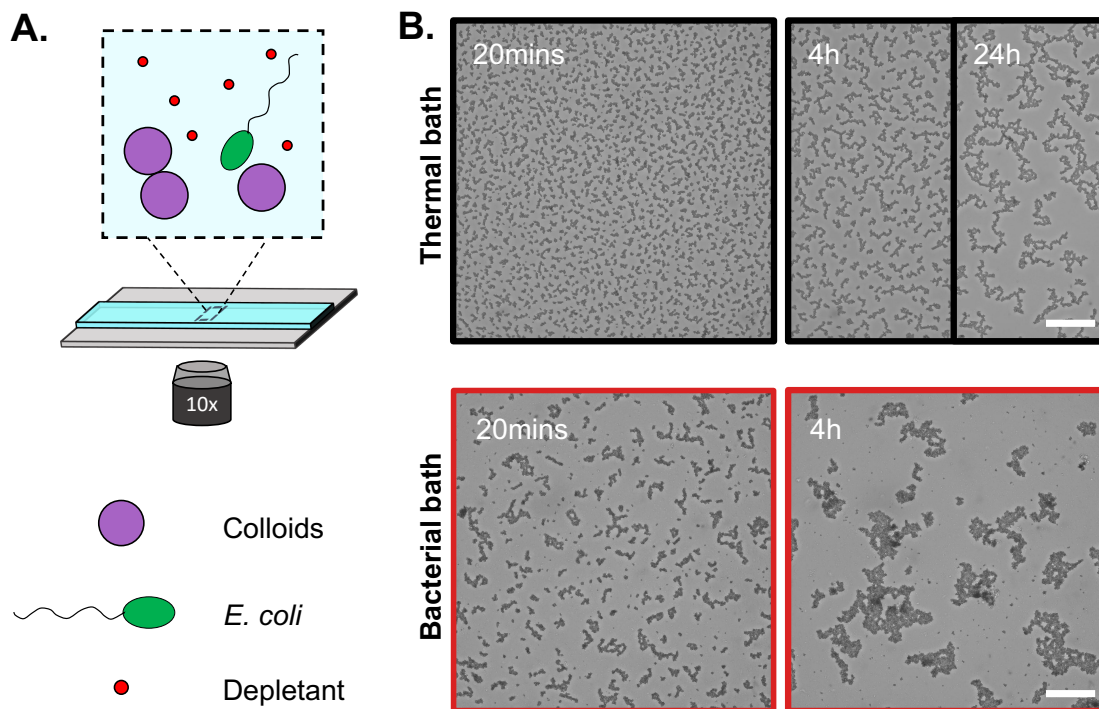 A.
10x
Colloids
E. coli
Depletant
B.
Thermal bath
20mins
4h
24h
Bacterial bath
20mins
4h